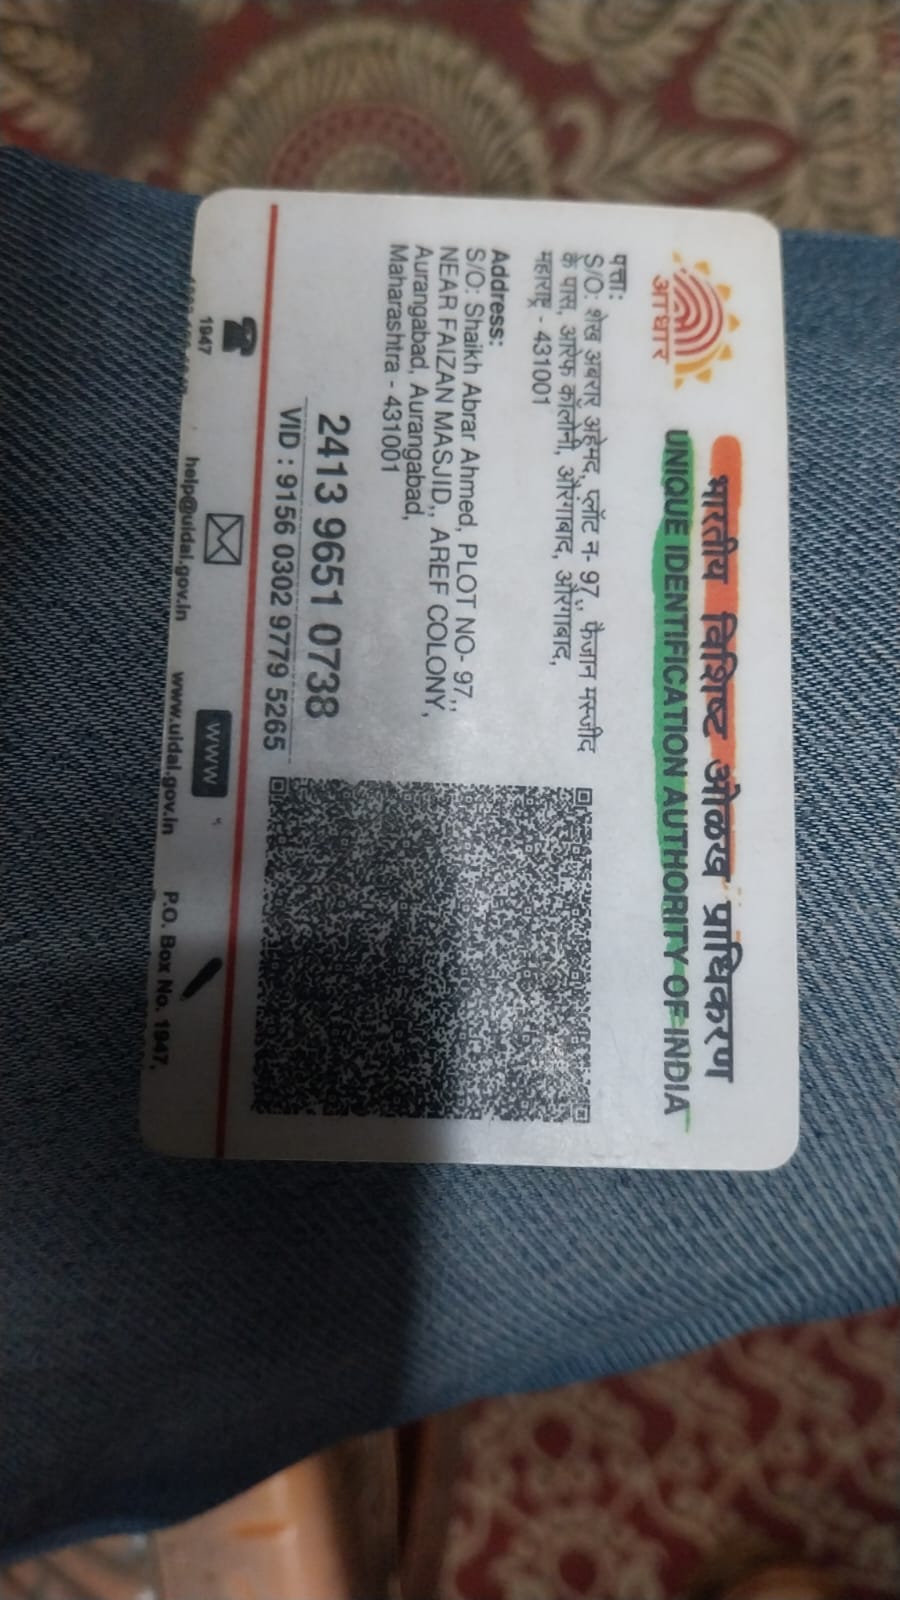 आधार
भारतीय विशिष्ट ओळख प्राधिकरण
UNIQUE IDENTIFICATION AUTHORITY OF INDIA
पत्ता:
S/O: शेख अबरार अहेमद, प्लॉट न- 97,, फैजान मस्जीद
के पास, आरेफ कॉलोनी, औरंगाबाद, औरंगाबाद,
महाराष्ट्र - 431001
Address:
S/O: Shaikh Abrar Ahmed, PLOT NO- 97,,
NEAR FAIZAN MASJID,, AREF COLONY,
Aurangabad, Aurangabad,
Maharashtra - 431001
2413 9651 0738
VID : 9156 0302 9779 5265
1947
help@uidai.gov.in
www
www.uidai.gov.in
P.O. Box No. 1947,